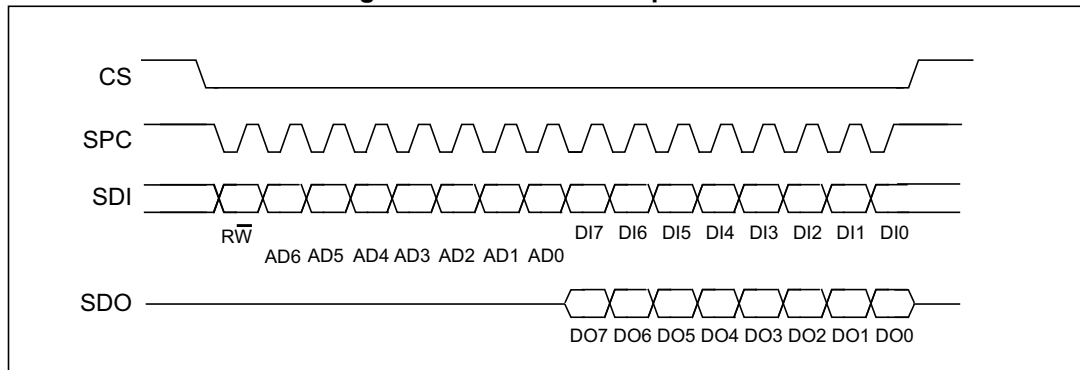 CS
SPC
SDI
RW̅
DI7 DI6 DI5 DI4 DI3 DI2 DI1 DI0
AD6 AD5 AD4 AD3 AD2 AD1 AD0
SDO
DO7 DO6 DO5 DO4 DO3 DO2 DO1 DO0